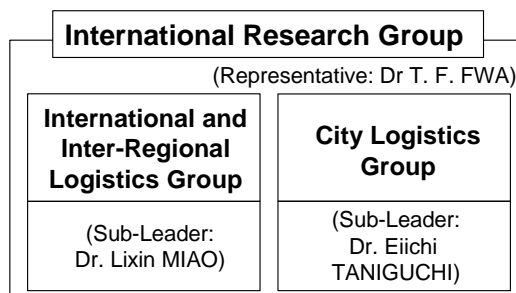 International Research Group
(Representative: Dr T. F. FWA)
International and
Inter-Regional
Logistics Group
(Sub-Leader:
Dr. Lixin MIAO)
City Logistics
Group
(Sub-Leader:
Dr. Eiichi
TANIGUCHI)